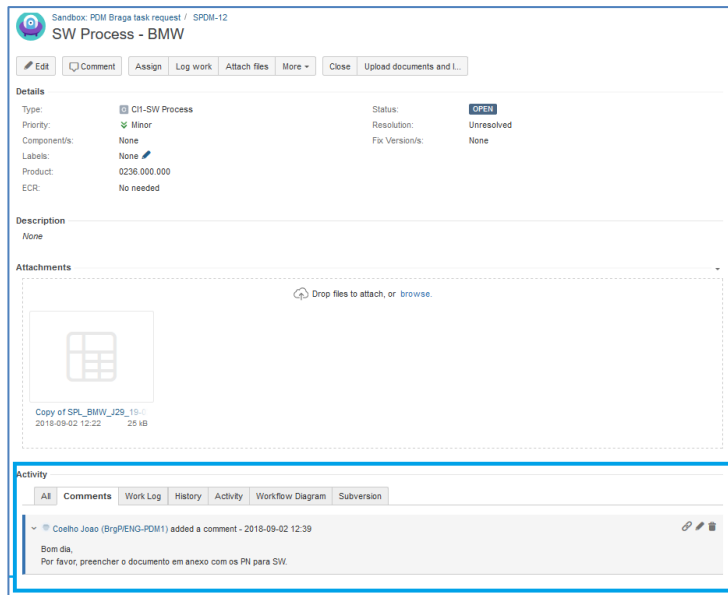 Sandbox: PDM Braga task request / SPDM-12
SW Process - BMW
Edit Comment Assign Log work Attach files More Close Upload documents and l...
Details
Type: CI1-SW Process Status: OPEN
Priority: Minor Resolution: Unresolved
Component/s: None Fix Version/s: None
Labels: None
Product: 0236.000.000
ECR: No needed
Description
None
Attachments
Drop files to attach, or browse.
Copy of SPL_BMW_J29_19-
2018-09-02 12:22 25 kB
Activity
All Comments Work Log History Activity Workflow Diagram Subversion
Coelho Joao (BrgP/ENG-PDM1) added a comment - 2018-09-02 12:39
Bom dia,
Por favor, preencher o documento em anexo com os PN para SW.